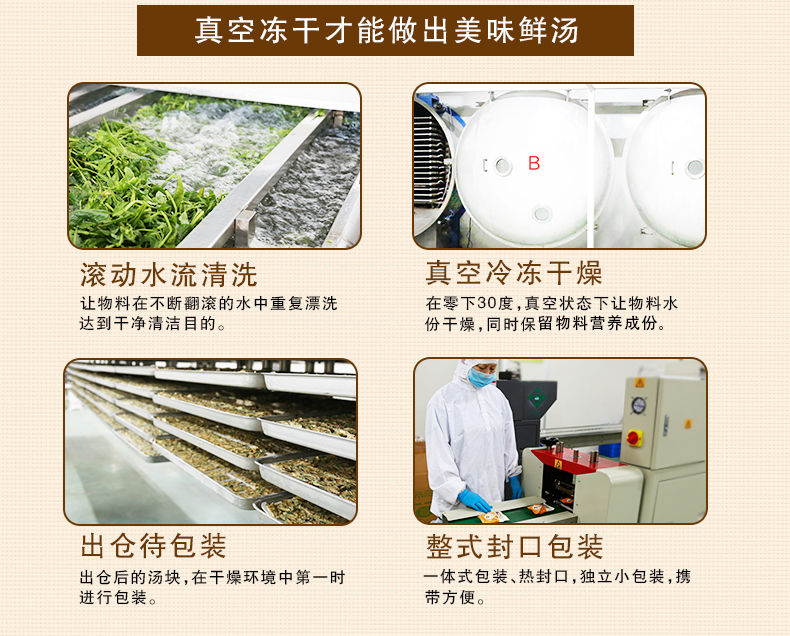 真空冻干才能做出美味鲜汤
B
滚动水流清洗
让物料在不断翻滚的水中重复漂洗
达到干净清洁目的。
真空冷冻干燥
在零下30度，真空状态下让物料水
份干燥，同时保留物料营养成份。
出仓待包装
出仓后的汤块，在干燥环境中第一时
进行包装。
整式封口包装
一体式包装、热封口，独立小包装，携
带方便。